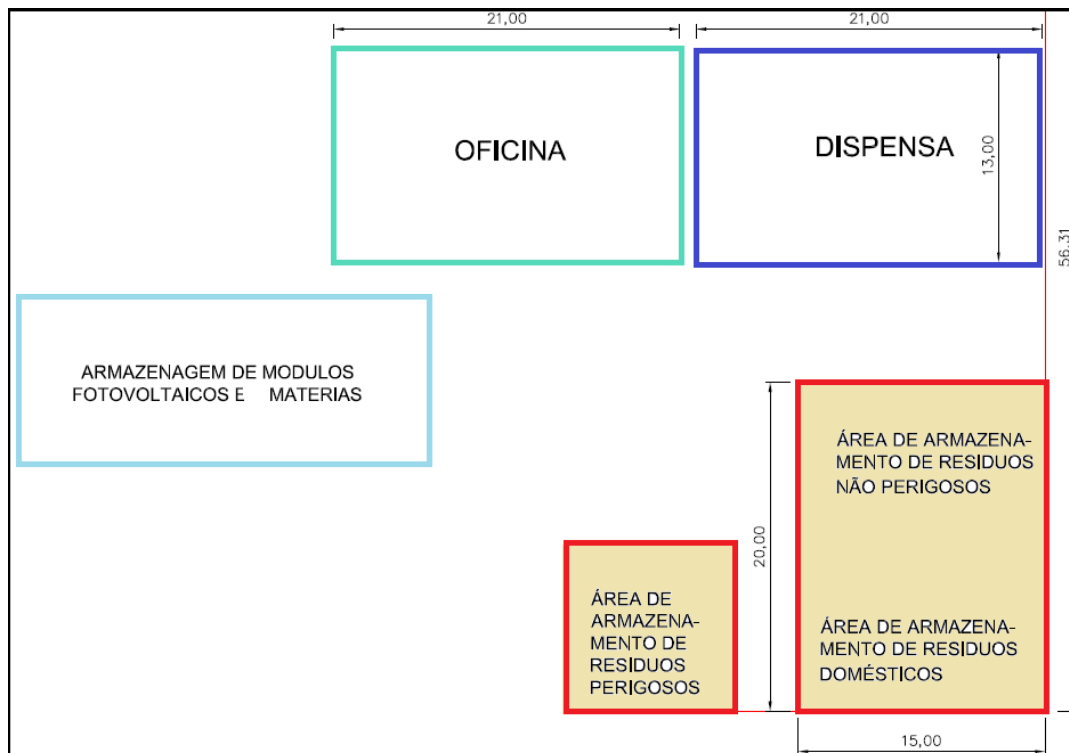 21,00
21,00
OFICINA
DISPENSA
13,00
56,31
ARMAZENAGEM DE MODULOS
FOTOVOLTAICOS E MATERIAS
ÁREA DE ARMAZENA-
MENTO DE RESIDUOS
NÃO PERIGOSOS
20,00
ÁREA DE
ARMAZENA-
MENTO DE
RESÍDUOS
PERIGOSOS
ÁREA DE ARMAZENA-
MENTO DE RESIDUOS
DOMÉSTICOS
15,00